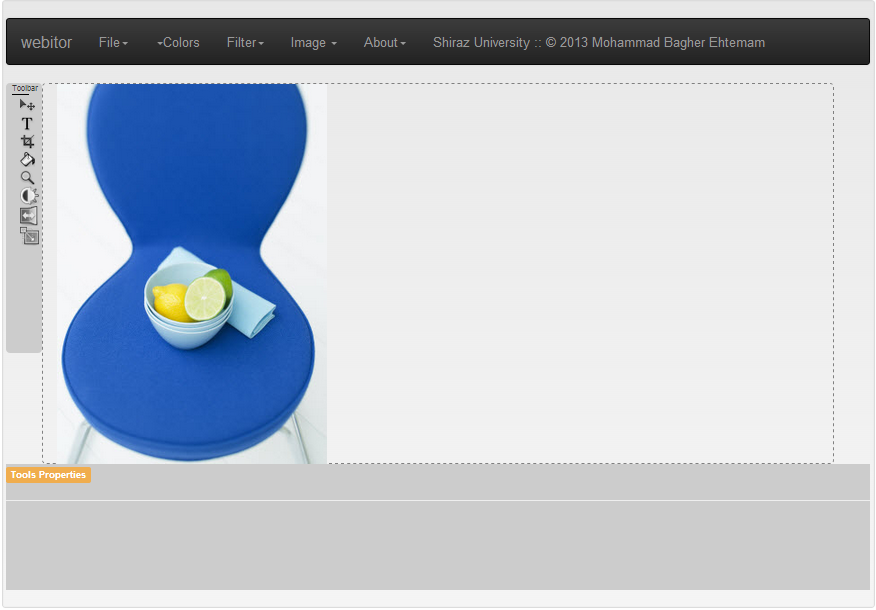 webitor File Colors Filter Image About Shiraz University :: © 2013 Mohammad Bagher Ehtemam
Toolbar
T
Tools Properties